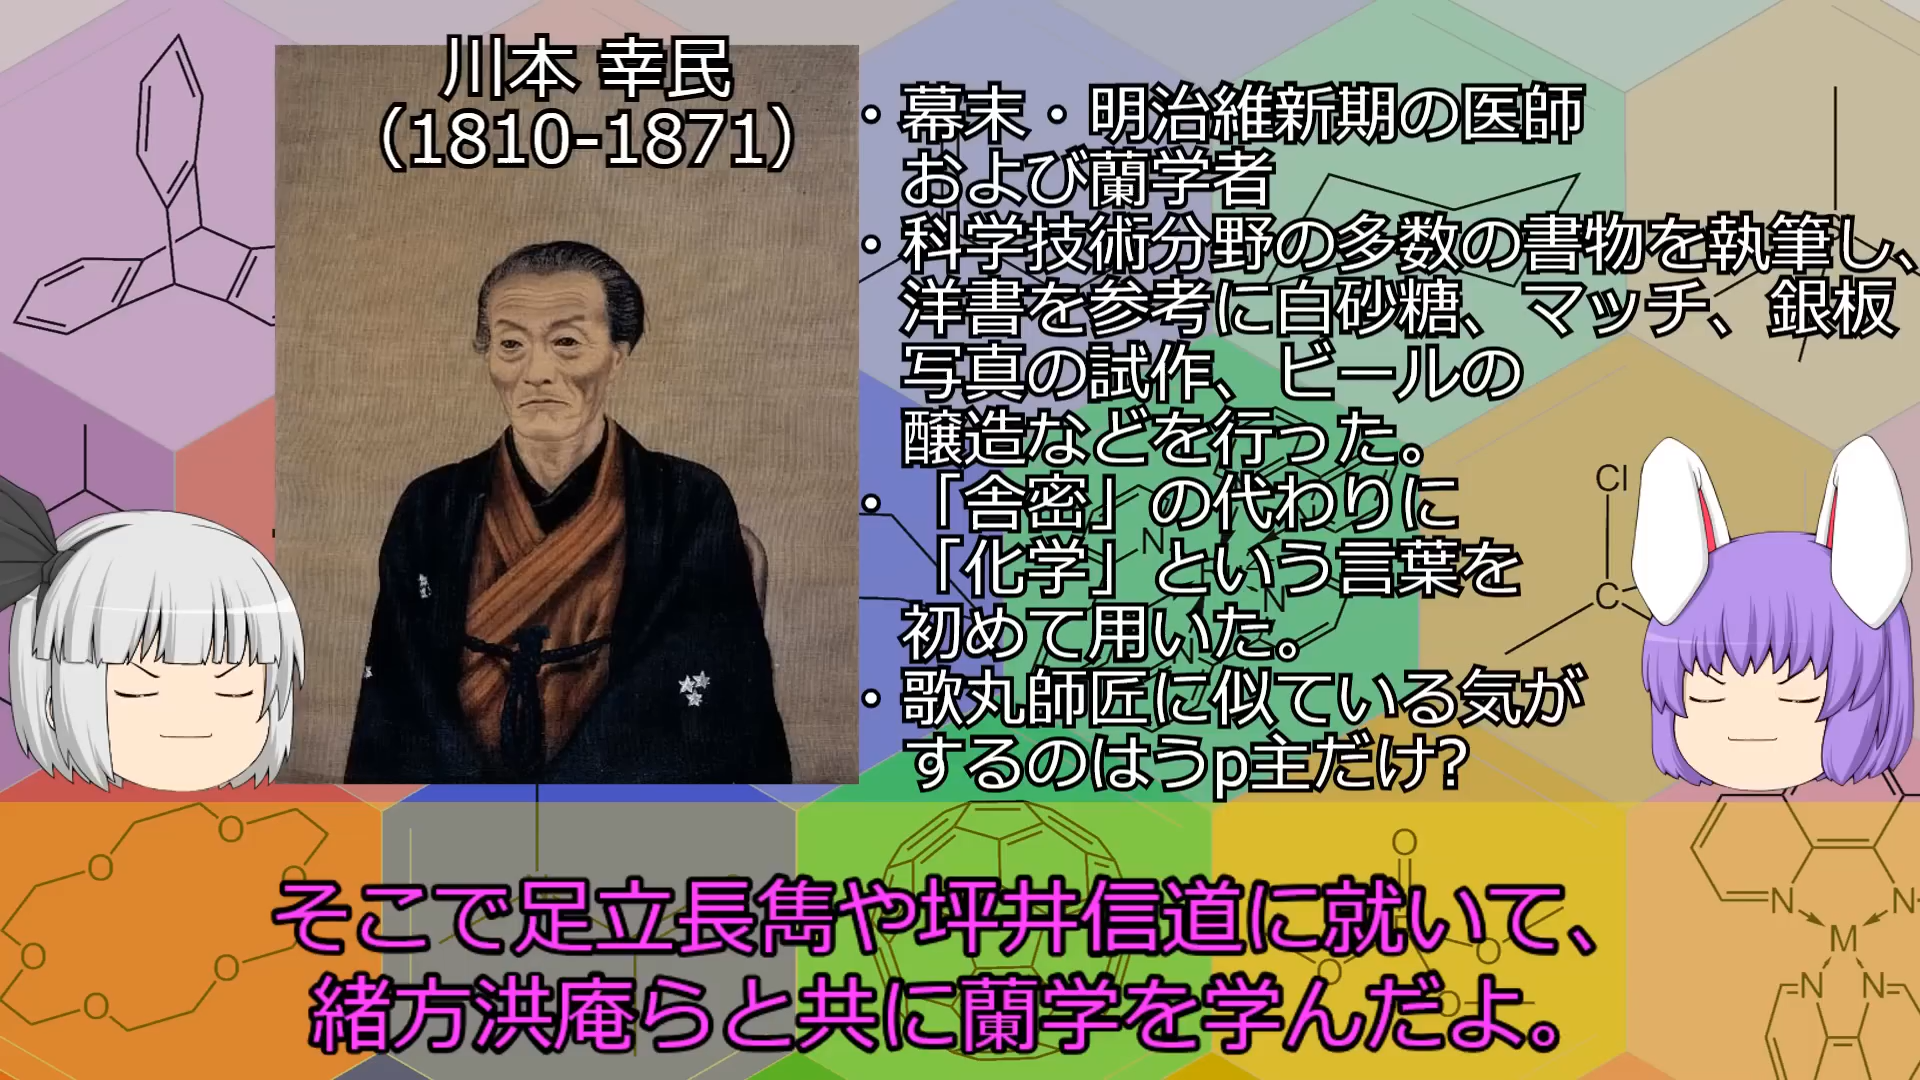 川本 幸民
（1810-1871）
・幕末・明治維新期の医師
および蘭学者
・科学技術分野の多数の書物を執筆し、
洋書を参考に白砂糖、マッチ、銀板
写真の試作、ビールの
醸造などを行った。
・「舎密」の代わりに
「化学」という言葉を
初めて用いた。
・歌丸師匠に似ている気が
するのはうp主だけ?
Cl
C
N
N
O
O
O
O
O
O
O
O
N
N
M
N
N
そこで足立長雋や坪井信道に就いて、
緒方洪庵らと共に蘭学を学んだよ。